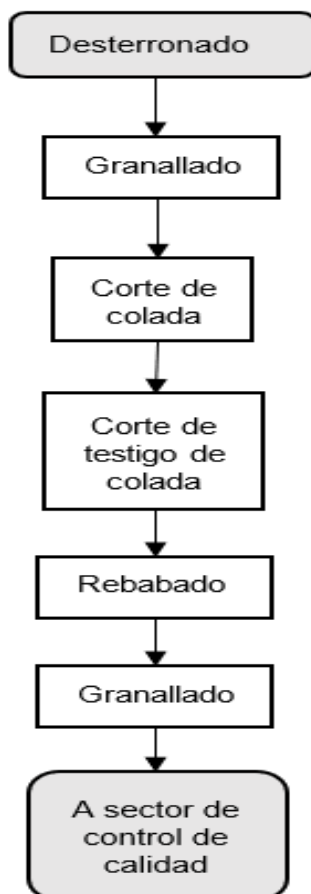 Desterronado
Granallado
Corte de
colada
Corte de
testigo de
colada
Rebabado
Granallado
A sector de
control de
calidad